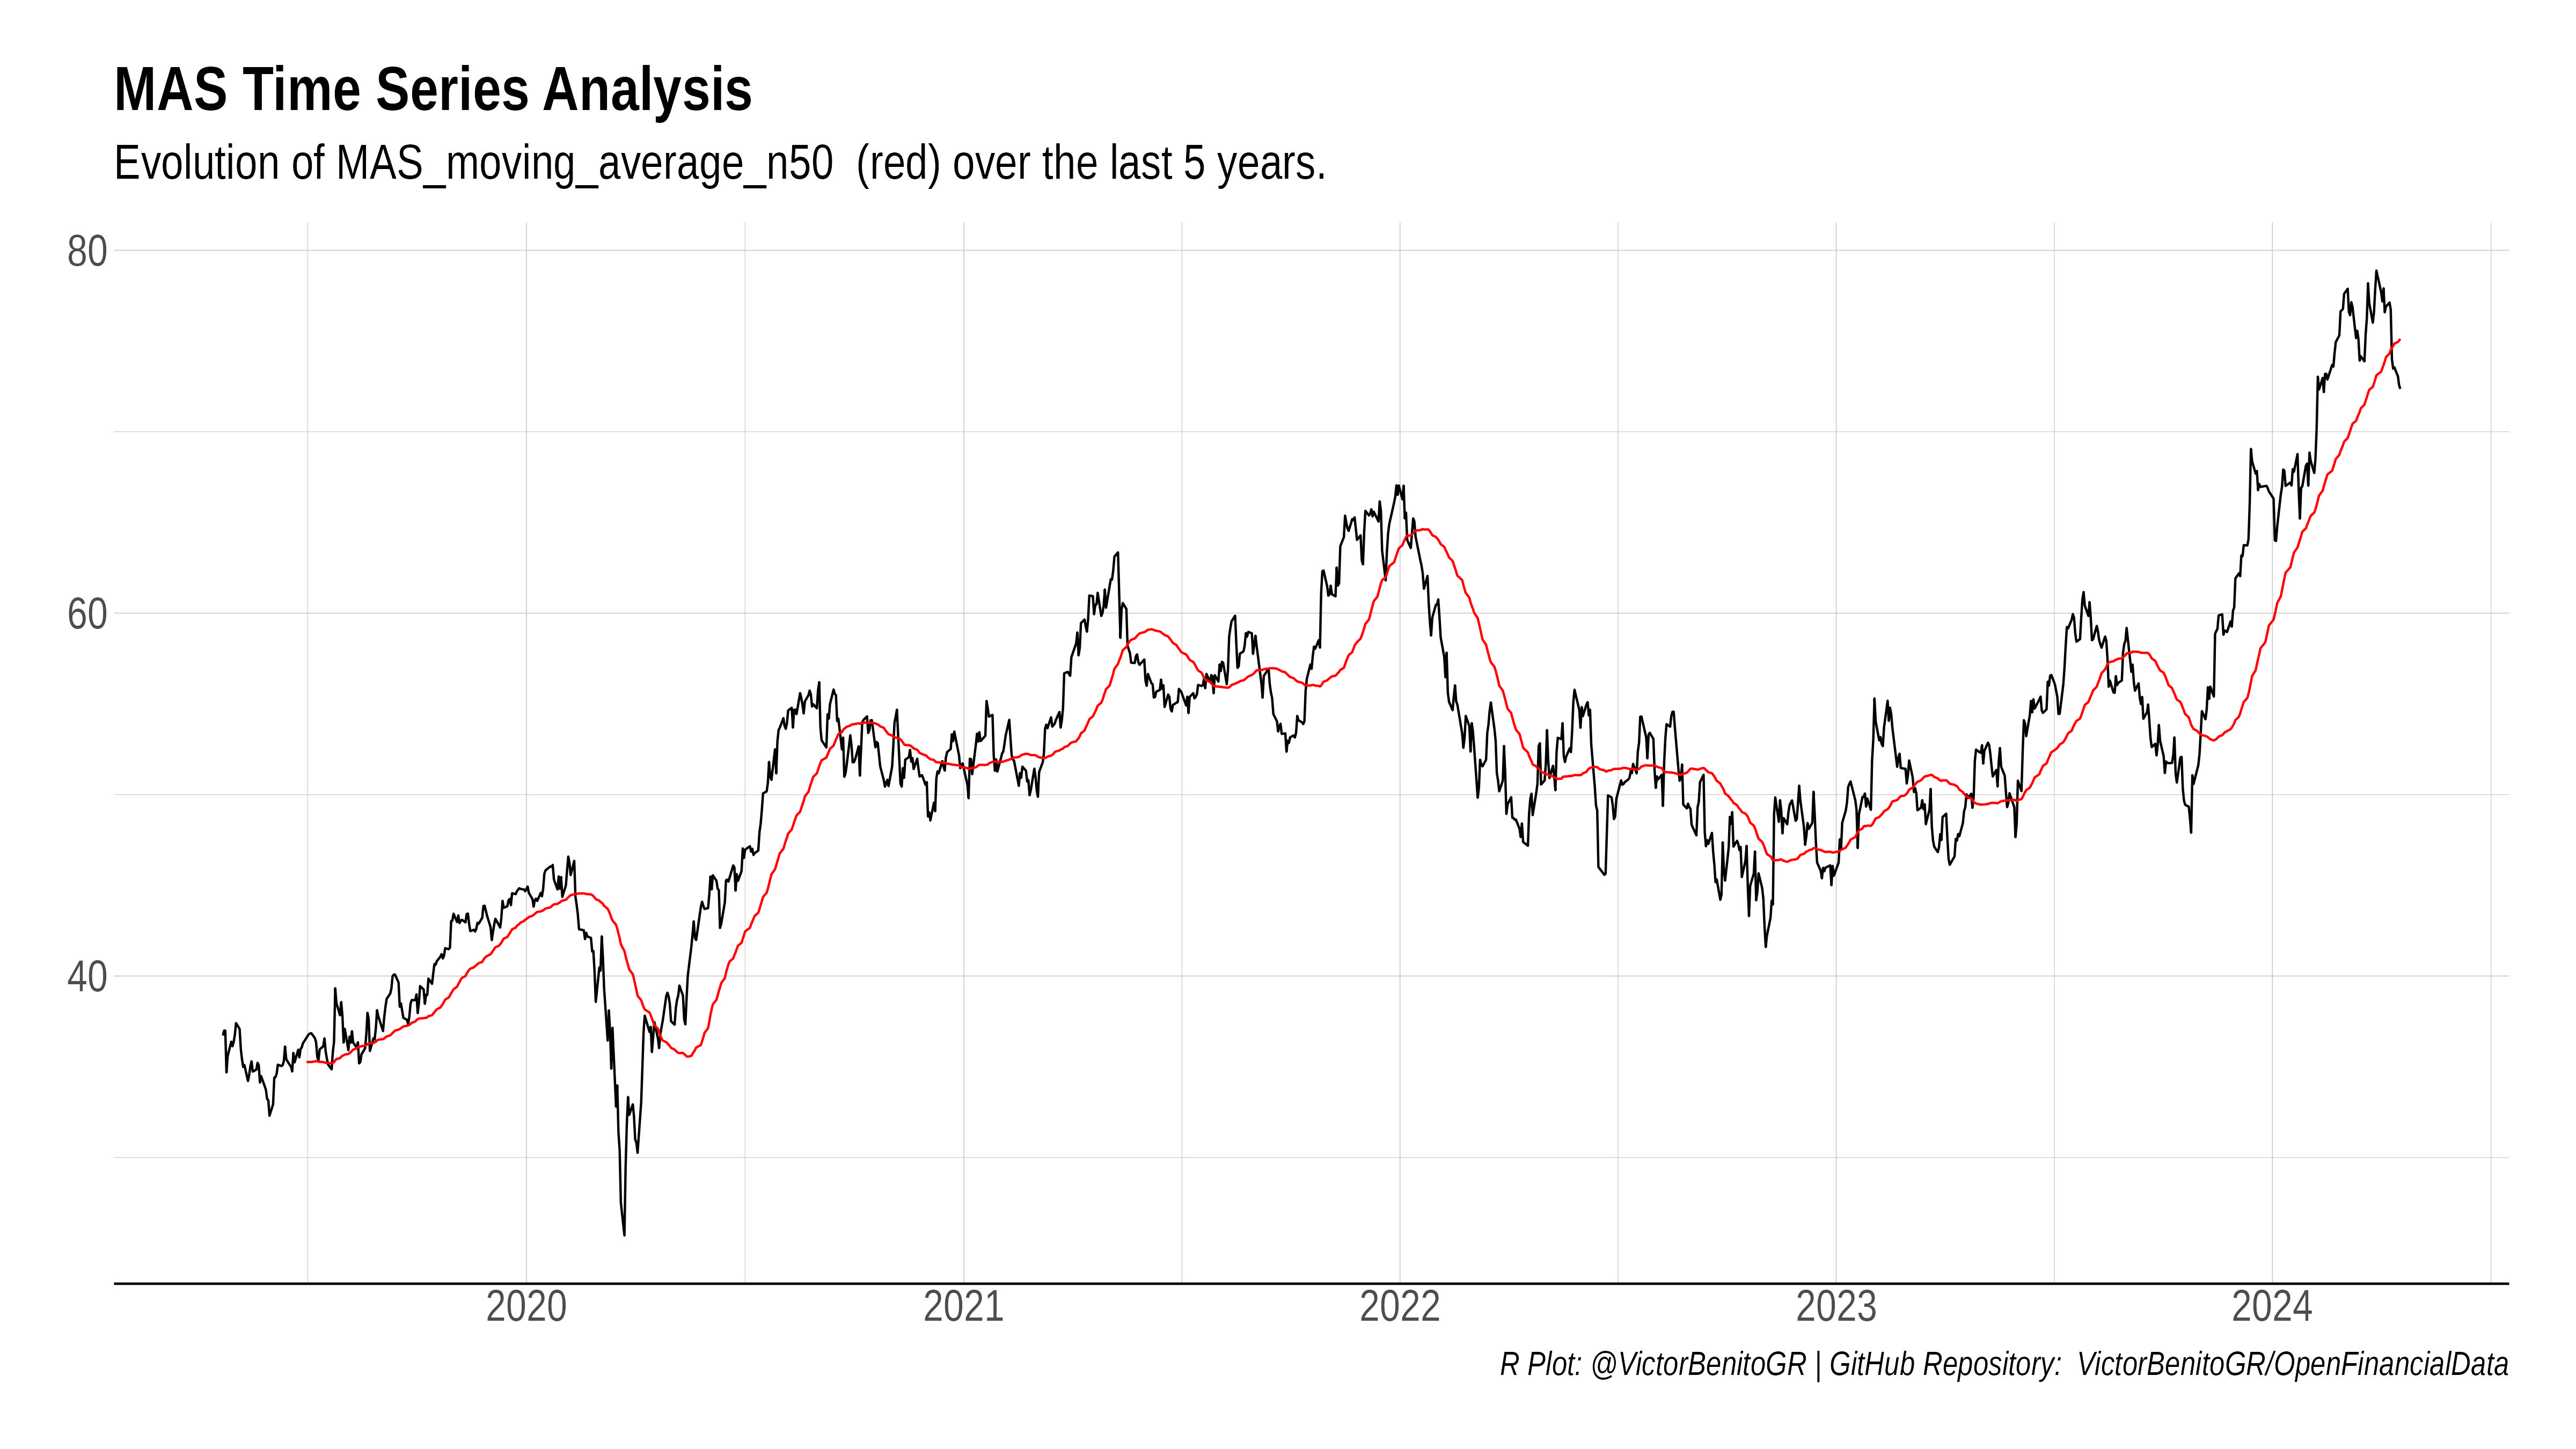 MAS Time Series Analysis
Evolution of MAS_moving_average_n50  (red) over the last 5 years.
80
60
40
2020 2021 2022 2023 2024
R Plot: @VictorBenitoGR | GitHub Repository:  VictorBenitoGR/OpenFinancialData